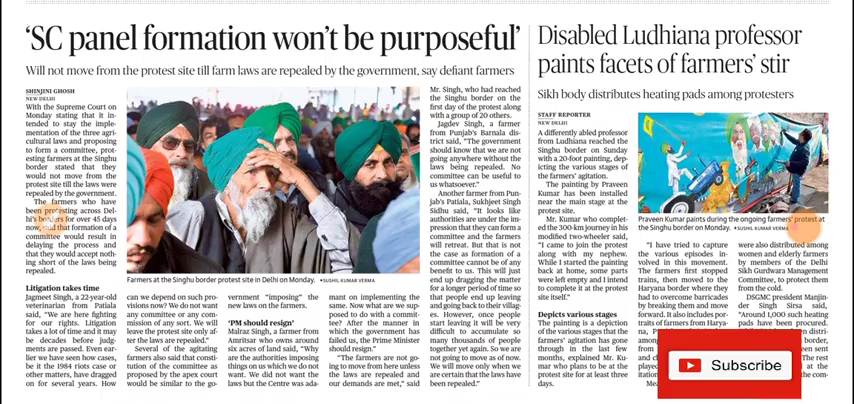 ‘SC panel formation won’t be purposeful’
Will not move from the protest site till farm laws are repealed by the government, say defiant farmers
SHINJINI GHOSH
NEW DELHI
With the Supreme Court on
Monday stating that it in-
tended to stay the imple-
mentation of the three agri-
cultural laws and proposing
to form a committee, prot-
esting farmers at the Singhu
border stated that they
would not move from the
protest site till the laws were
repealed by the government.
The farmers who have
been protesting across Del-
hi’s borders for over 45 days
now, said that formation of a
committee would result in
delaying the process and
that they would accept noth-
ing short of the laws being
repealed.
Litigation takes time
Jagmeet Singh, a 22-year-old
veterinarian from Patiala
said, “We are here fighting
for our rights. Litigation
takes a lot of time and it may
be decades before judg-
ments are passed. Even earl-
ier we have seen how cases,
be it the 1984 riots case or
other matters, have dragged
on for several years. How
Farmers at the Singhu border protest site in Delhi on Monday. •SUSHIL KUMAR VERMA
can we depend on such pro-
visions now? We do not want
any committee or any com-
mission of any sort. We will
leave the protest site only af-
ter the laws are repealed.”
Several of the agitating
farmers also said that consti-
tution of the committee as
proposed by the apex court
would be similar to the go-
vernment “imposing” the
new laws on the farmers.
‘PM should resign’
Malraz Singh, a farmer from
Amritsar who owns around
six acres of land said, “Why
are the authorities imposing
things on us which we do not
want. We did not want the
laws but the Centre was ada-
mant on implementing the
same. Now what are we sup-
posed to do with a commit-
tee? After the manner in
which the government has
failed us, the Prime Minister
should resign.”
“The farmers are not go-
ing to move from here unless
the laws are repealed and
our demands are met,” said
Mr. Singh, who had reached
the Singhu border on the
first day of the protest along
with a group of 20 others.
Jagdev Singh, a farmer
from Punjab’s Barnala dis-
trict said, “The government
should know that we are not
going anywhere without the
laws being repealed. No
committee can be useful to
us whatsoever.”
Another farmer from Pun-
jab’s Patiala, Sukhjeet Singh
Sidhu said, “It looks like
authorities are under the im-
pression that they can form a
committee and the farmers
will retreat. But that is not
the case as formation of a
committee cannot be of any
benefit to us. This will just
end up dragging the matter
for a longer period of time so
that people end up leaving
and going back to their villag-
es. However, once people
start leaving it will be very
difficult to accumulate so
many thousands of people
together yet again. So we are
not going to move as of now.
We will move only when we
are certain that the laws have
been repealed.”
Disabled Ludhiana professor
paints facets of farmers’ stir
Sikh body distributes heating pads among protesters
STAFF REPORTER
NEW DELHI
A differently abled professor
from Ludhiana reached the
Singhu border on Sunday
with a 20-foot painting, dep-
icting the various stages of
the farmers’ agitation.
The painting by Praveen
Kumar has been installed
near the main stage at the
protest site.
Mr. Kumar who complet-
ed the 300-km journey in his
modified two-wheeler said,
“I came to join the protest
along with my nephew.
While I started the painting
back at home, some parts
were left empty and I intend
to complete it at the protest
site itself.”
Depicts various stages
The painting is a depiction
of the various stages that the
farmers’ agitation has gone
through in the last few
months, explained Mr. Ku-
mar who plans to be at the
protest site for at least three
days.
Praveen Kumar paints during the ongoing farmers’ protest at
the Singhu border on Monday. •SUSHIL KUMAR VERMA
“I have tried to capture
the various episodes in-
volved in this movement.
The farmers first stopped
trains, then moved to the
Haryana border where they
had to overcome barricades
by breaking them and move
forward. It also includes por-
traits of farmers from Harya-
were also distributed among
women and elderly farmers
by members of the Delhi
Sikh Gurdwara Management
Committee, to protect them
from the cold.
DSGMC president Manjin-
der Singh Sirsa said,
“Around 1,000 such heating
pads have been procured.
Subscribe